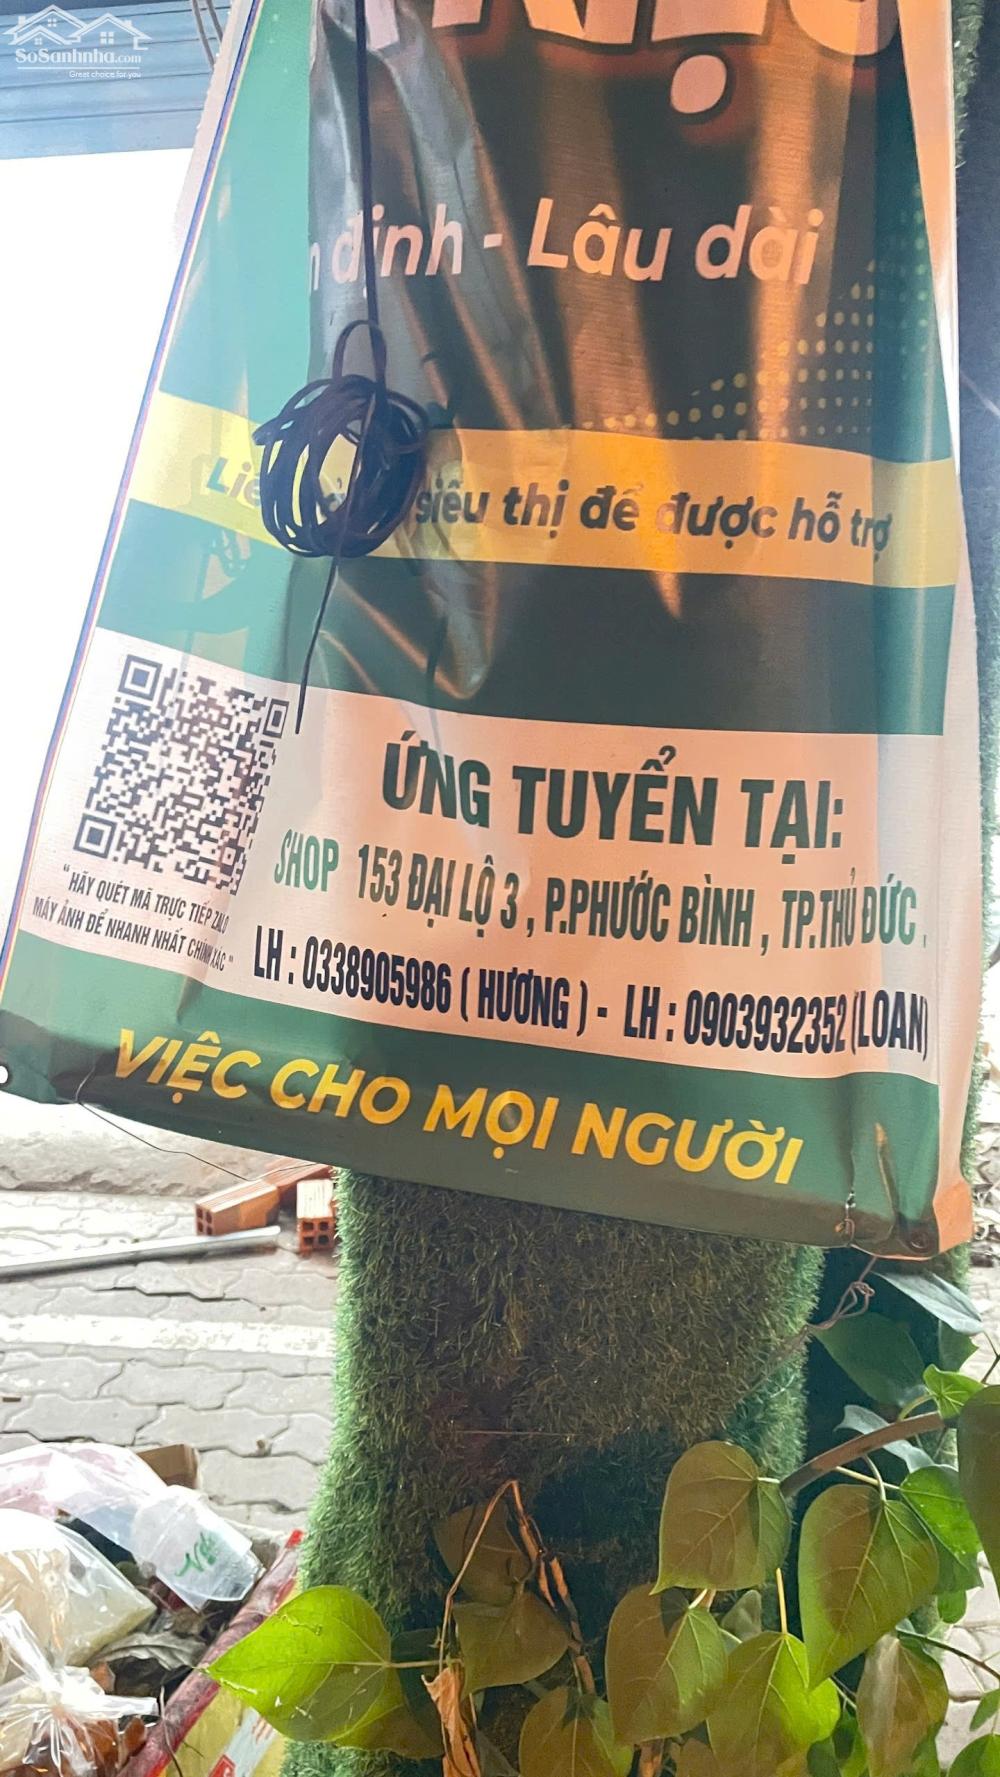 SoSanhnha.com
Great choice for you
định - Lâu dài
siêu thị để được hỗ trợ
ỨNG TUYỂN TẠI:
SHOP 153 ĐẠI LỘ 3 , P.PHƯỚC BÌNH , TP.THỦ ĐỨC .
"HÃY QUÉT MÃ TRỰC TIẾP ZALO
MÁY ẢNH ĐỂ NHANH NHẤT CHÍNH XÁC"
LH : 0338905986 ( HƯƠNG ) - LH : 0903932352 (LOAN)
VIỆC CHO MỌI NGƯỜI